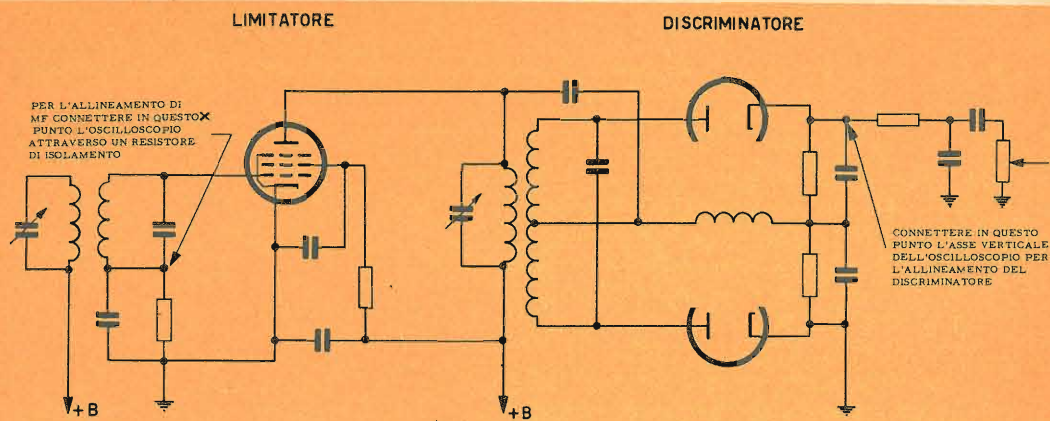 LIMITATORE
DISCRIMINATORE
PER L'ALLINEAMENTO DI
MF CONNETTERE IN QUESTO X
PUNTO L'OSCILLOSCOPIO
ATTRAVERSO UN RESISTORE
DI ISOLAMENTO
CONNETTERE IN QUESTO
PUNTO L'ASSE VERTICALE
DELL'OSCILLOSCOPIO PER
L'ALLINEAMENTO DEL
DISCRIMINATORE
+B
+B